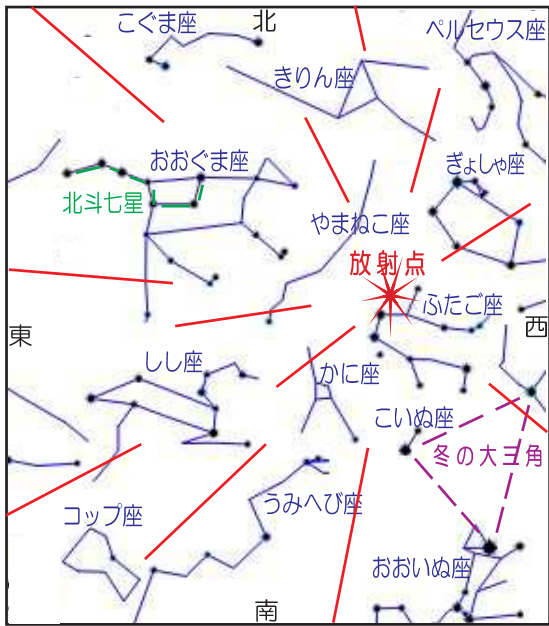 こぐま座
北
ペルセウス座
きりん座
おおぐま座
ぎょしゃ座
北斗七星
やまねこ座
放射点
ふたご座
東
西
しし座
かに座
こいぬ座
冬の大三角
うみへび座
コップ座
おおいぬ座
南